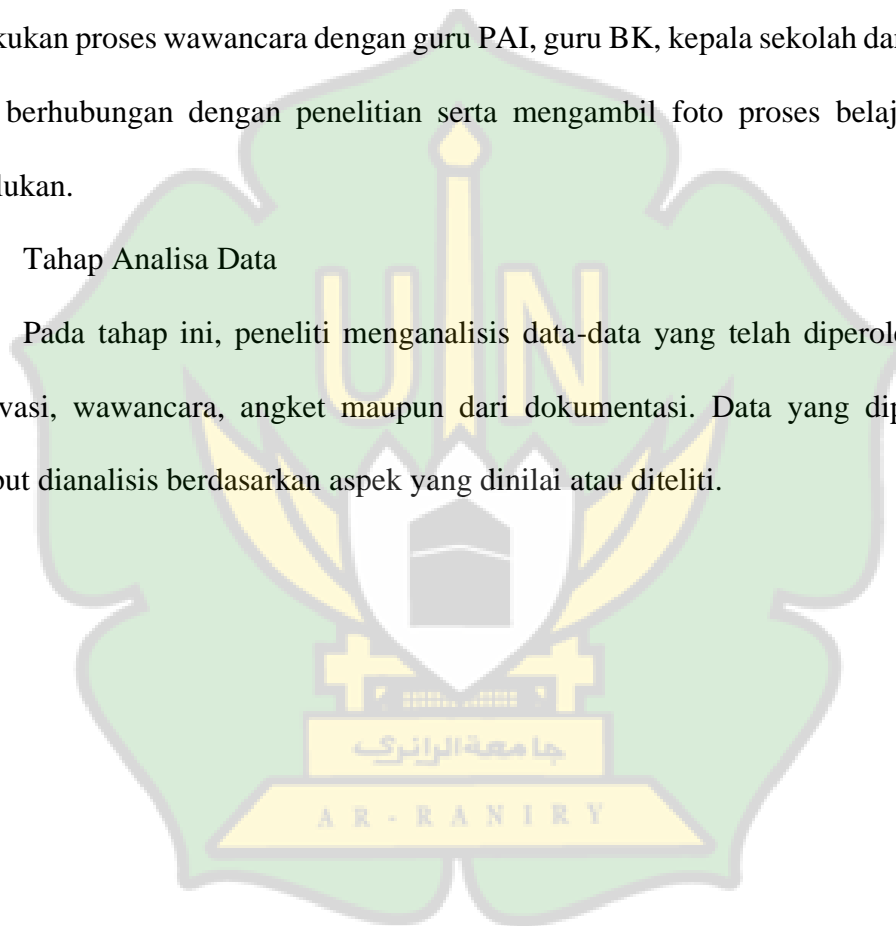 kukan proses wawancara dengan guru PAI, guru BK, kepala sekolah dan
berhubungan dengan penelitian serta mengambil foto proses belaj
lukan.
Tahap Analisa Data
Pada tahap ini, peneliti menganalisis data-data yang telah diperole
vasi, wawancara, angket maupun dari dokumentasi. Data yang dip
but dianalisis berdasarkan aspek yang dinilai atau diteliti.
UIN
جامعة الرانري
AR-RANIRY